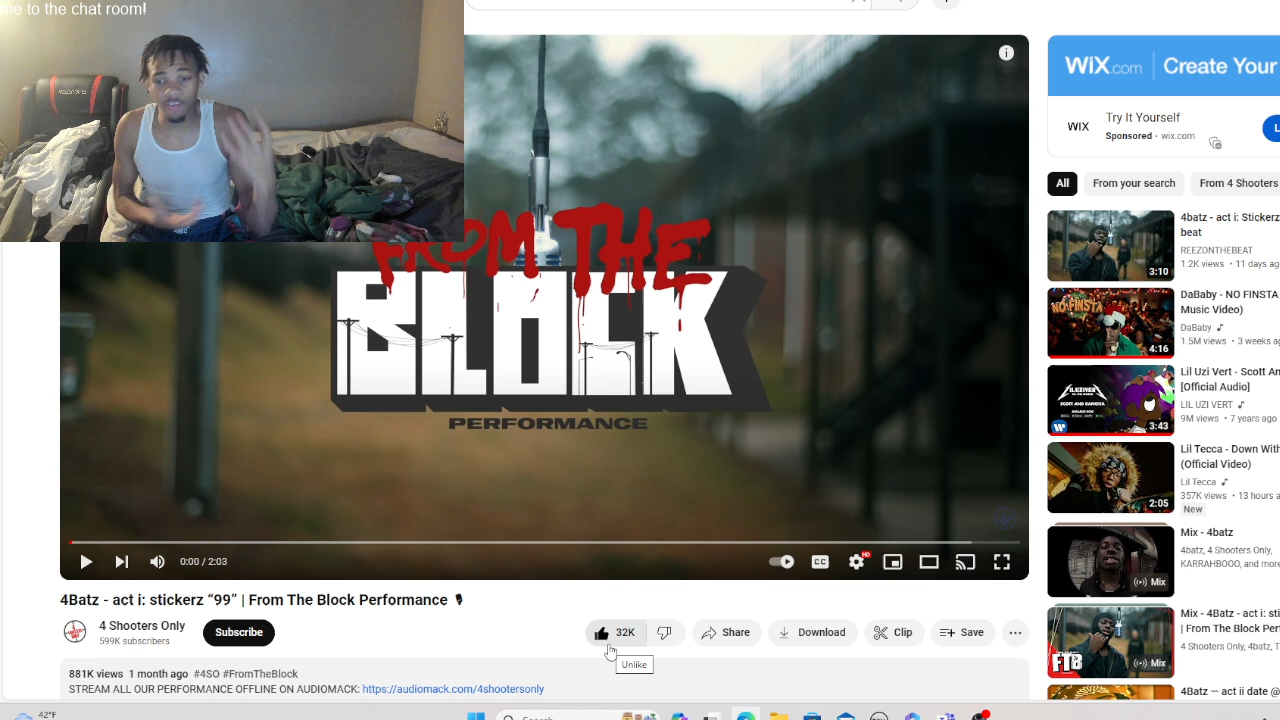 me to the chat room!
FROM THE
BLOCK
PERFORMANCE
0:00 / 2:03
CC
HD
4Batz - act i: stickerz “99” | From The Block Performance
4 Shooters Only
599K subscribers
Subscribe
32K
Share
Download
Clip
Save
Unlike
881K views 1 month ago #4SO #FromTheBlock
STREAM ALL OUR PERFORMANCE OFFLINE ON AUDIOMACK: https://audiomack.com/4shootersonly
WiX.com Create Your
WIX
Try It Yourself
Sponsored · wix.com
All
From your search
From 4 Shooters
4batz - act i: Stickerz
beat
REEZONTHEBEAT
1.2K views • 11 days ag
3:10
DaBaby - NO FINSTA
Music Video)
DaBaby
1.5M views • 3 weeks ag
NO FINSTA
4:16
Lil Uzi Vert - Scott An
[Official Audio]
LIL UZI VERT
9M views • 7 years ago
3:43
Lil Tecca - Down With
(Official Video)
Lil Tecca
357K views • 13 hours a
New
2:05
Mix - 4batz
4batz, 4 Shooters Only,
KARRAHBOOO, and more
Mix
Mix - 4Batz - act i: sti
| From The Block Perf
4 Shooters Only, 4batz, T
FTB
Mix
4Batz — act ii date @
42°F
Search